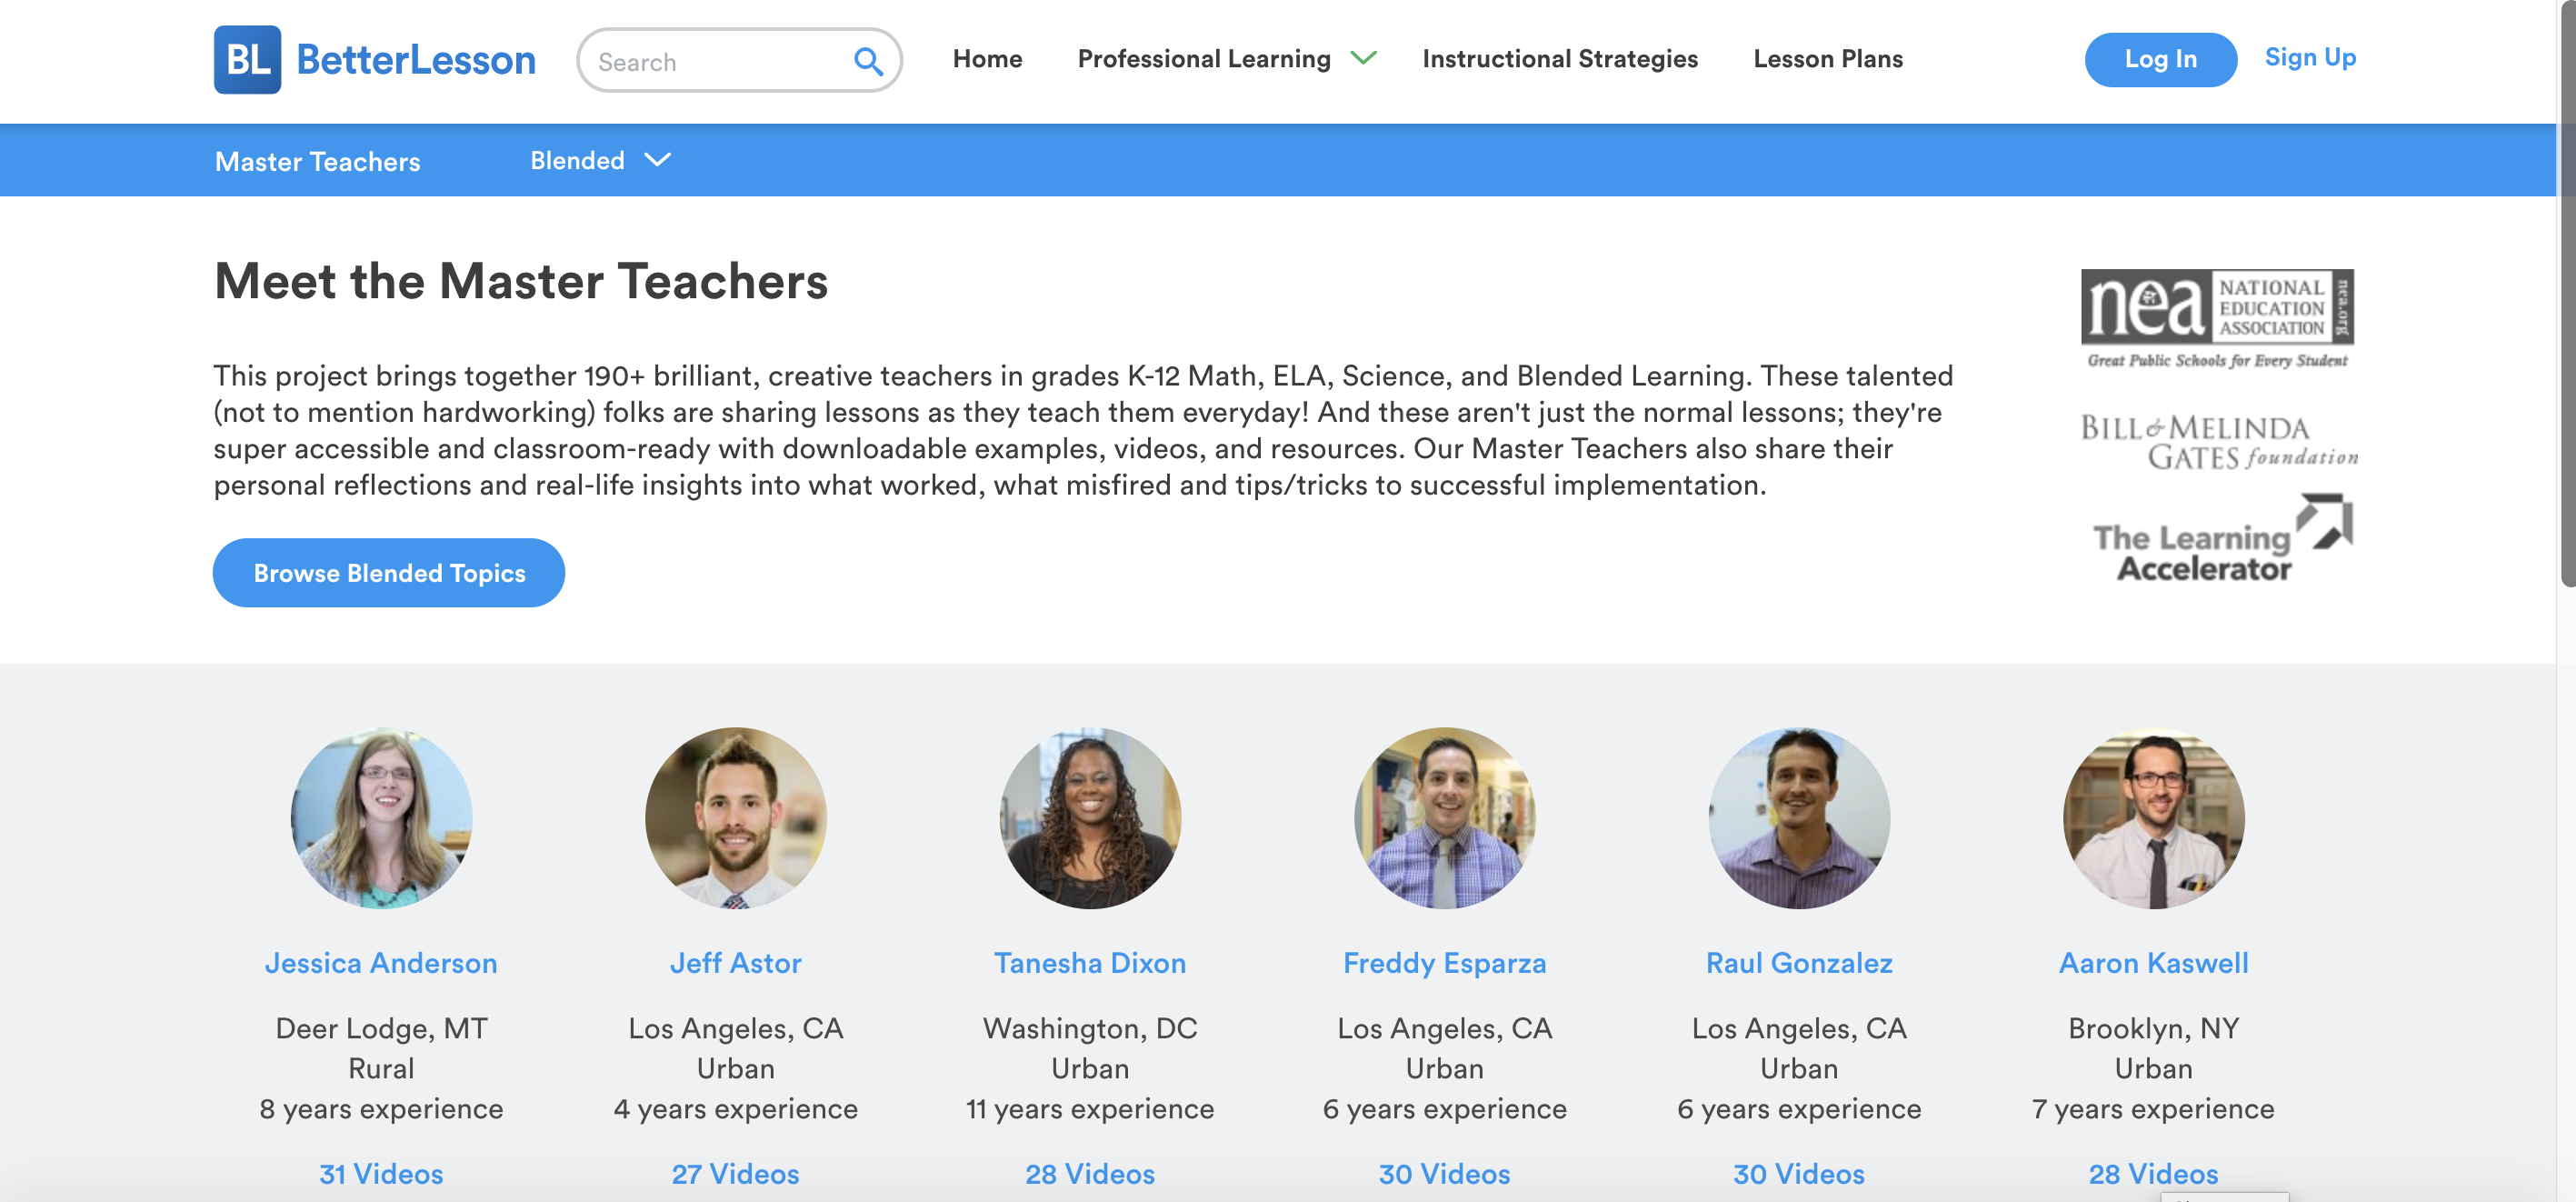 BL BetterLesson
Search
Home
Professional Learning
Instructional Strategies
Lesson Plans
Log In
Sign Up
Master Teachers
Blended
Meet the Master Teachers
This project brings together 190+ brilliant, creative teachers in grades K-12 Math, ELA, Science, and Blended Learning. These talented
(not to mention hardworking) folks are sharing lessons as they teach them everyday! And these aren't just the normal lessons; they're
super accessible and classroom-ready with downloadable examples, videos, and resources. Our Master Teachers also share their
personal reflections and real-life insights into what worked, what misfired and tips/tricks to successful implementation.
Browse Blended Topics
nea
NATIONAL
EDUCATION
ASSOCIATION
nea.org
Great Public Schools for Every Student
BILL & MELINDA
GATES foundation
The Learning
Accelerator
Jessica Anderson
Deer Lodge, MT
Rural
8 years experience
31 Videos
Jeff Astor
Los Angeles, CA
Urban
4 years experience
27 Videos
Tanesha Dixon
Washington, DC
Urban
11 years experience
28 Videos
Freddy Esparza
Los Angeles, CA
Urban
6 years experience
30 Videos
Raul Gonzalez
Los Angeles, CA
Urban
6 years experience
30 Videos
Aaron Kaswell
Brooklyn, NY
Urban
7 years experience
28 Videos